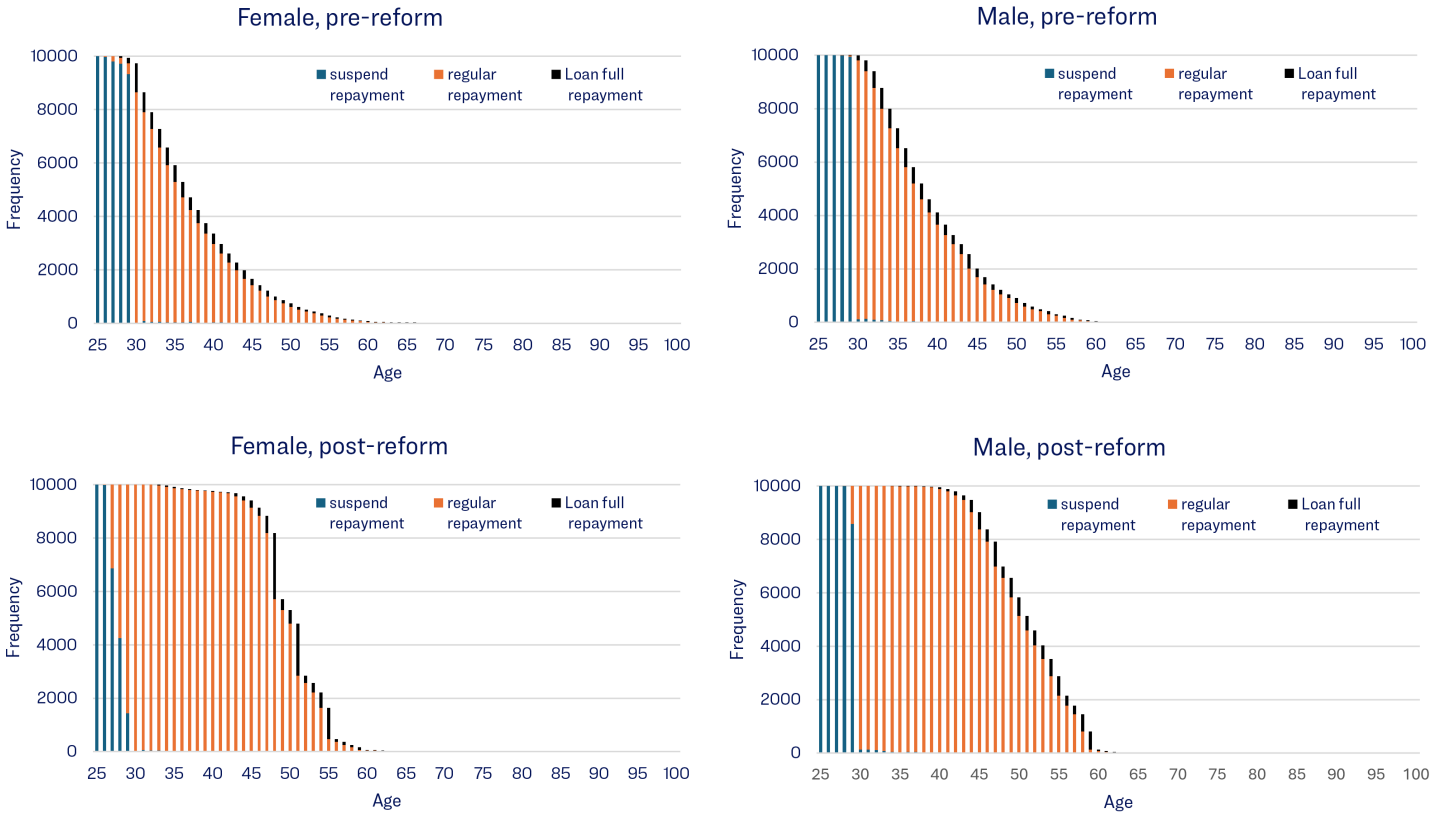 Female, pre-reform
10000
8000
6000
4000
2000
0
Frequency
suspend
repayment
regular
repayment
Loan full
repayment
25 30 35 40 45 50 55 60 65 70 75 80 85 90 95 100
Age
Male, pre-reform
10000
8000
6000
4000
2000
0
Frequency
suspend
repayment
regular
repayment
Loan full
repayment
25 30 35 40 45 50 55 60 65 70 75 80 85 90 95 100
Age
Female, post-reform
10000
8000
6000
4000
2000
0
Frequency
suspend
repayment
regular
repayment
Loan full
repayment
25 30 35 40 45 50 55 60 65 70 75 80 85 90 95 100
Age
Male, post-reform
10000
8000
6000
4000
2000
0
Frequency
suspend
repayment
regular
repayment
Loan full
repayment
25 30 35 40 45 50 55 60 65 70 75 80 85 90 95 100
Age